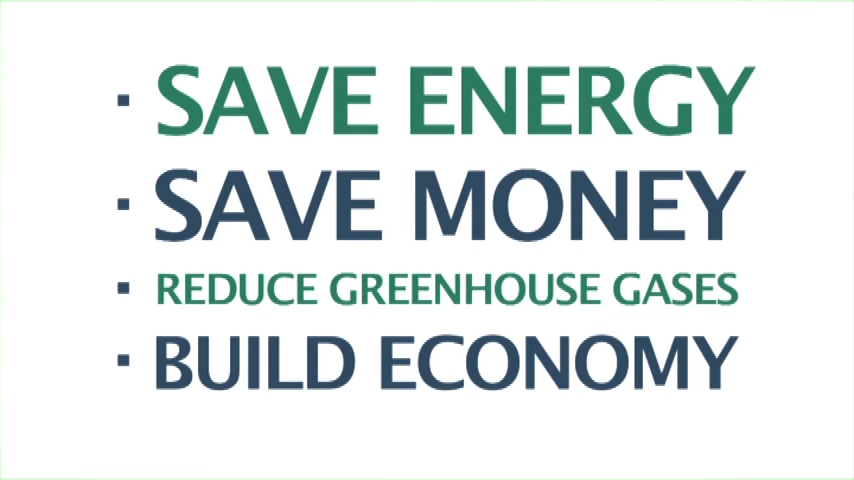 · SAVE ENERGY
· SAVE MONEY
· REDUCE GREENHOUSE GASES
· BUILD ECONOMY